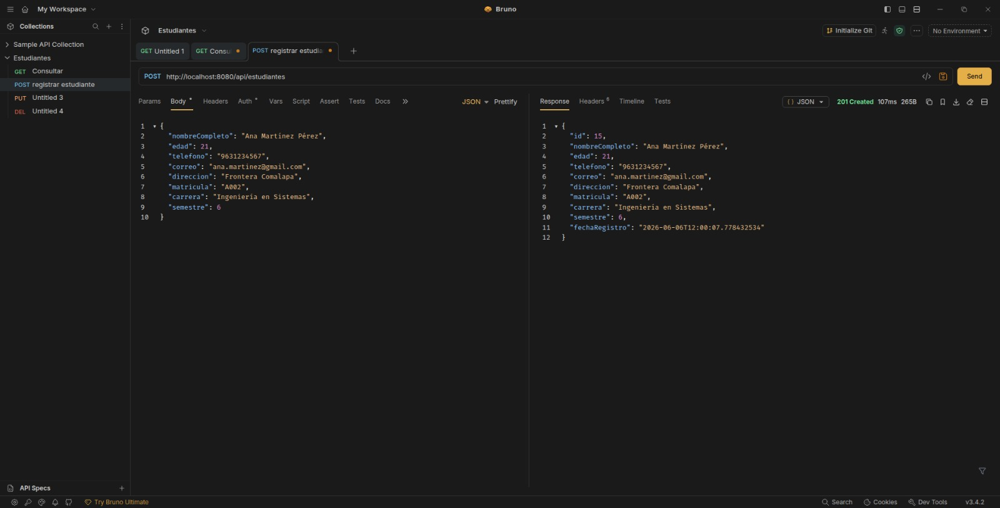 My Workspace
Bruno
Collections
Sample API Collection
Estudiantes
GET Consultar
POST registrar estudiante
PUT Untitled 3
DEL Untitled 4
API Specs
Estudiantes
Initialize Git
No Environment
GET Untitled 1
GET Consu
POST registrar estudia
POST http://localhost:8080/api/estudiantes
Send
Params Body Headers Auth Vars Script Assert Tests Docs
JSON Prettify
1 {
2 "nombreCompleto": "Ana Martínez Pérez",
3 "edad": 21,
4 "telefono": "9631234567",
5 "correo": "ana.martinez@gmail.com",
6 "direccion": "Frontera Comalapa",
7 "matricula": "A002",
8 "carrera": "Ingeniería en Sistemas",
9 "semestre": 6
10 }
Response Headers 6 Timeline Tests
{ } JSON
201 Created 107ms 265B
1 {
2 "id": 15,
3 "nombreCompleto": "Ana Martínez Pérez",
4 "edad": 21,
5 "telefono": "9631234567",
6 "correo": "ana.martinez@gmail.com",
7 "direccion": "Frontera Comalapa",
8 "matricula": "A002",
9 "carrera": "Ingeniería en Sistemas",
10 "semestre": 6,
11 "fechaRegistro": "2026-06-06T12:00:07.778432534"
12 }
Try Bruno Ultimate
Search
Cookies
Dev Tools
v3.4.2